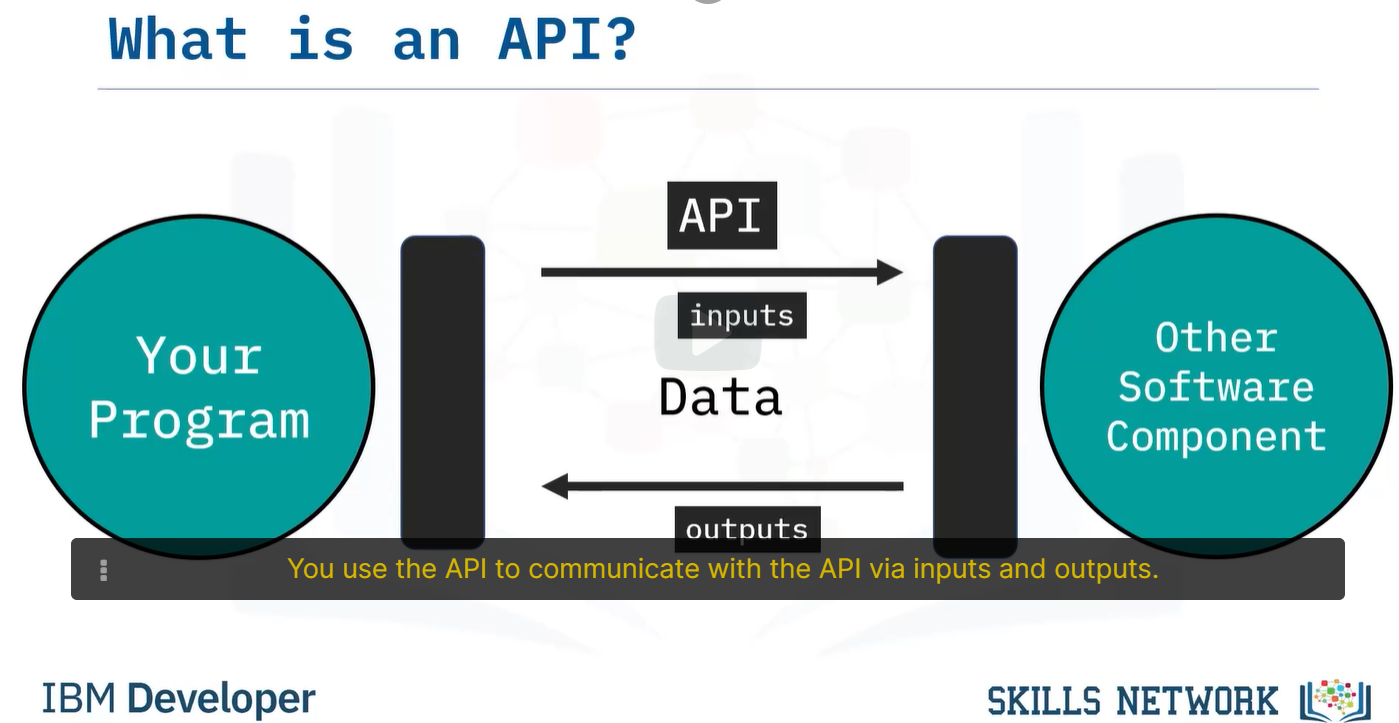 What is an API?
API
inputs
Data
outputs
Your
Program
Other
Software
Component
You use the API to communicate with the API via inputs and outputs.
IBM Developer
SKILLS NETWORK